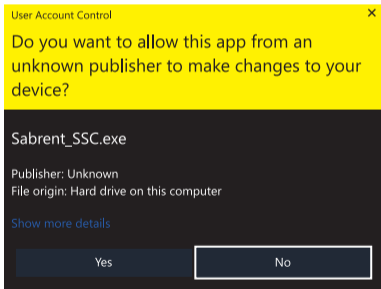 User Account Control
×
Do you want to allow this app from an
unknown publisher to make changes to your
device?
Sabrent_SSC.exe
Publisher: Unknown
File origin: Hard drive on this computer
Show more details
Yes
No